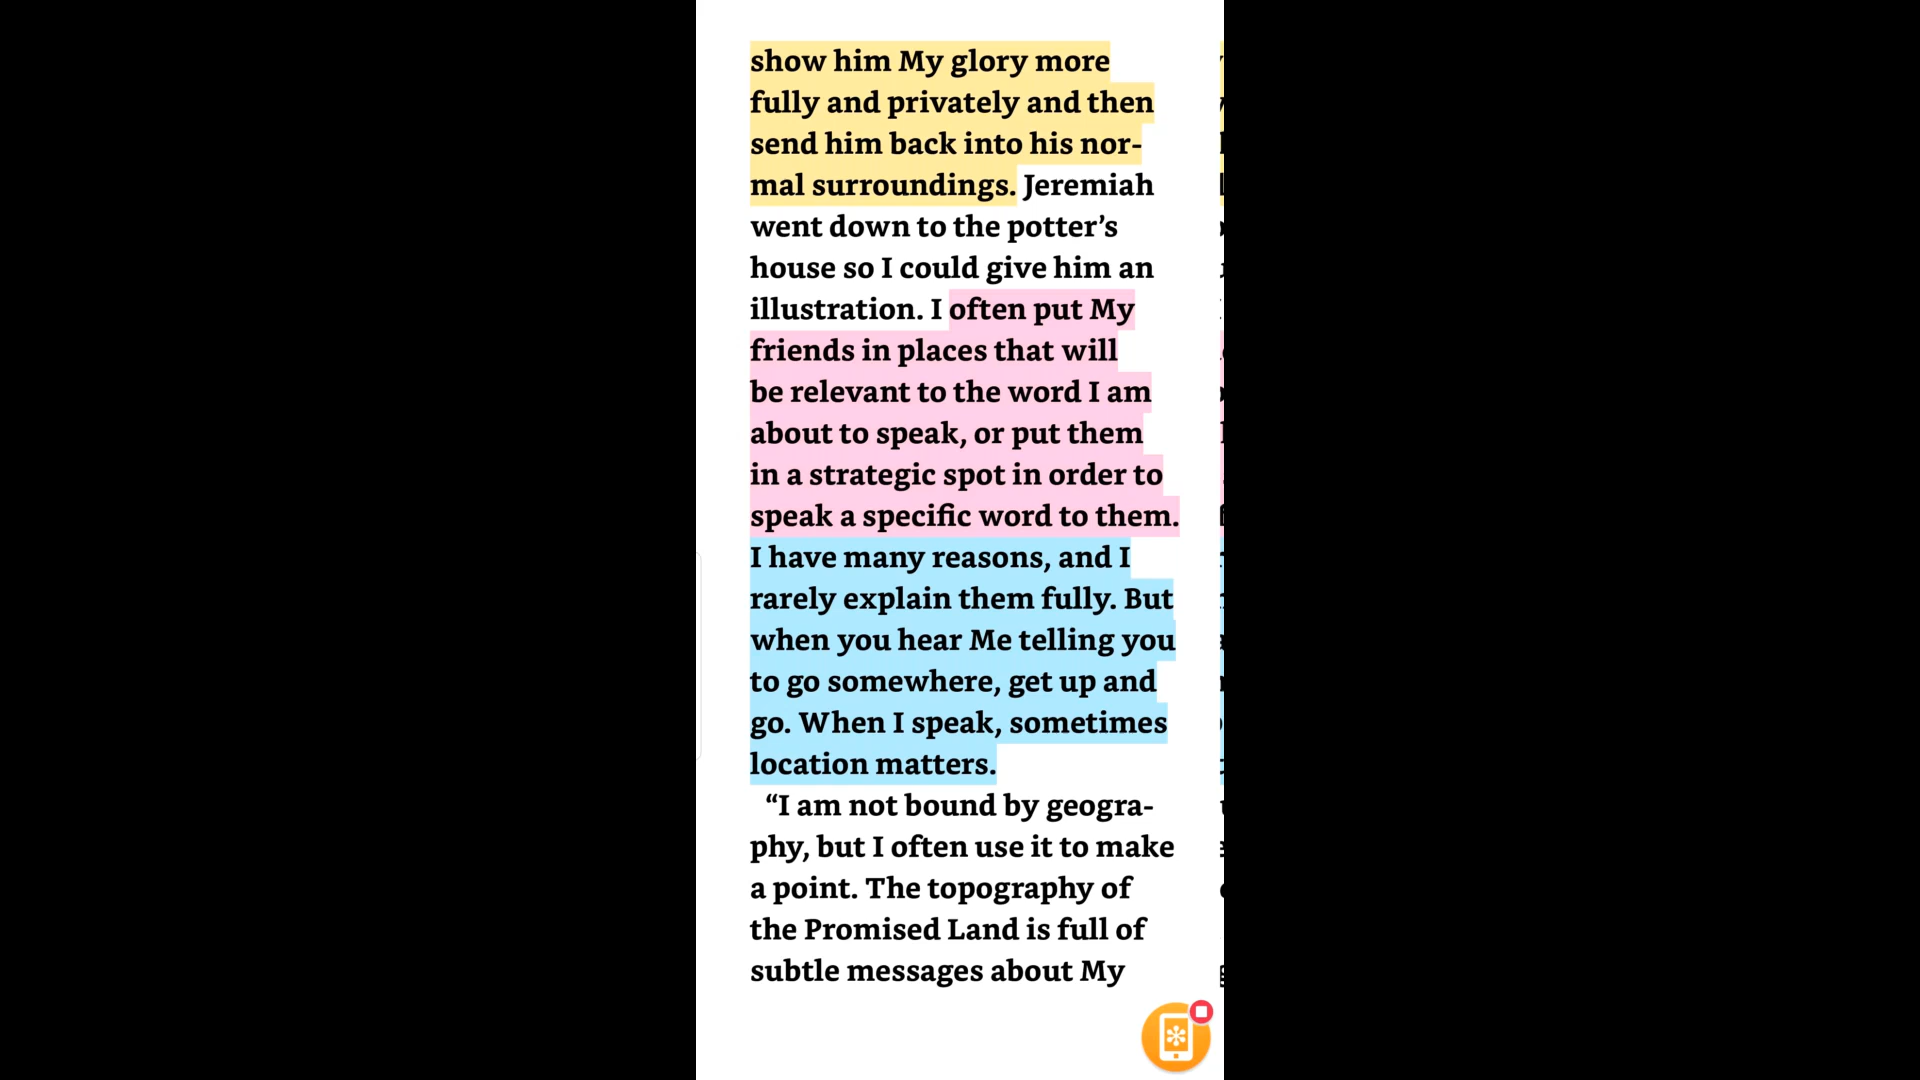 show him My glory more
fully and privately and then
send him back into his nor-
mal surroundings. Jeremiah
went down to the potter’s
house so I could give him an
illustration. I often put My
friends in places that will
be relevant to the word I am
about to speak, or put them
in a strategic spot in order to
speak a specific word to them.
I have many reasons, and I
rarely explain them fully. But
when you hear Me telling you
to go somewhere, get up and
go. When I speak, sometimes
location matters.
“I am not bound by geogra-
phy, but I often use it to make
a point. The topography of
the Promised Land is full of
subtle messages about My